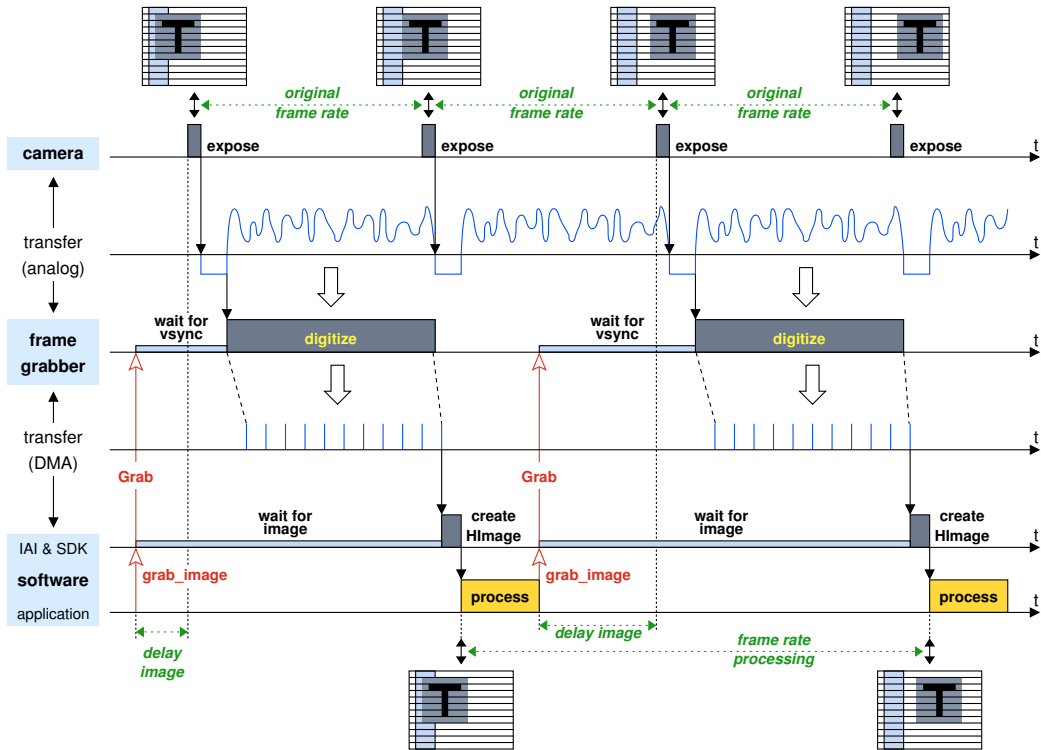 T
T
T
T
original
frame rate
original
frame rate
original
frame rate
camera
expose
expose
expose
expose
t
transfer
(analog)
t
frame
grabber
wait for
vsync
digitize
wait for
vsync
digitize
t
transfer
(DMA)
t
Grab
Grab
IAI & SDK
software
application
wait for
image
create
HImage
wait for
image
create
HImage
t
grab_image
process
grab_image
process
t
delay
image
delay image
frame rate
processing
T
T